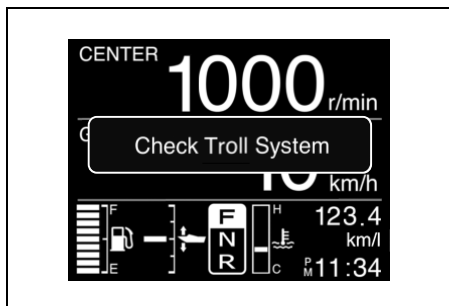 CENTER
1000 r/min
Check Troll System
km/h
F
E
F
N
R
H
C
123.4
km/l
PM 11:34